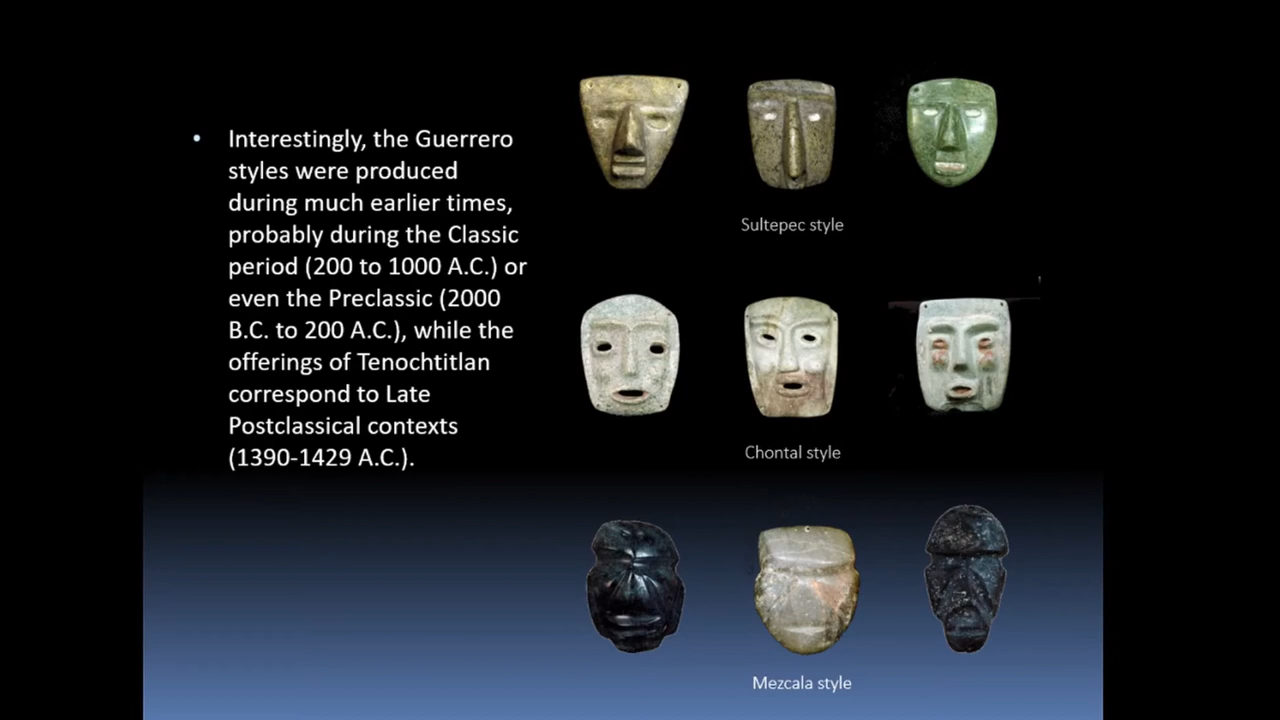 • Interestingly, the Guerrero
styles were produced
during much earlier times,
probably during the Classic
period (200 to 1000 A.C.) or
even the Preclassic (2000
B.C. to 200 A.C.), while the
offerings of Tenochtitlan
correspond to Late
Postclassical contexts
(1390-1429 A.C.).
Sultepec style
Chontal style
Mezcala style